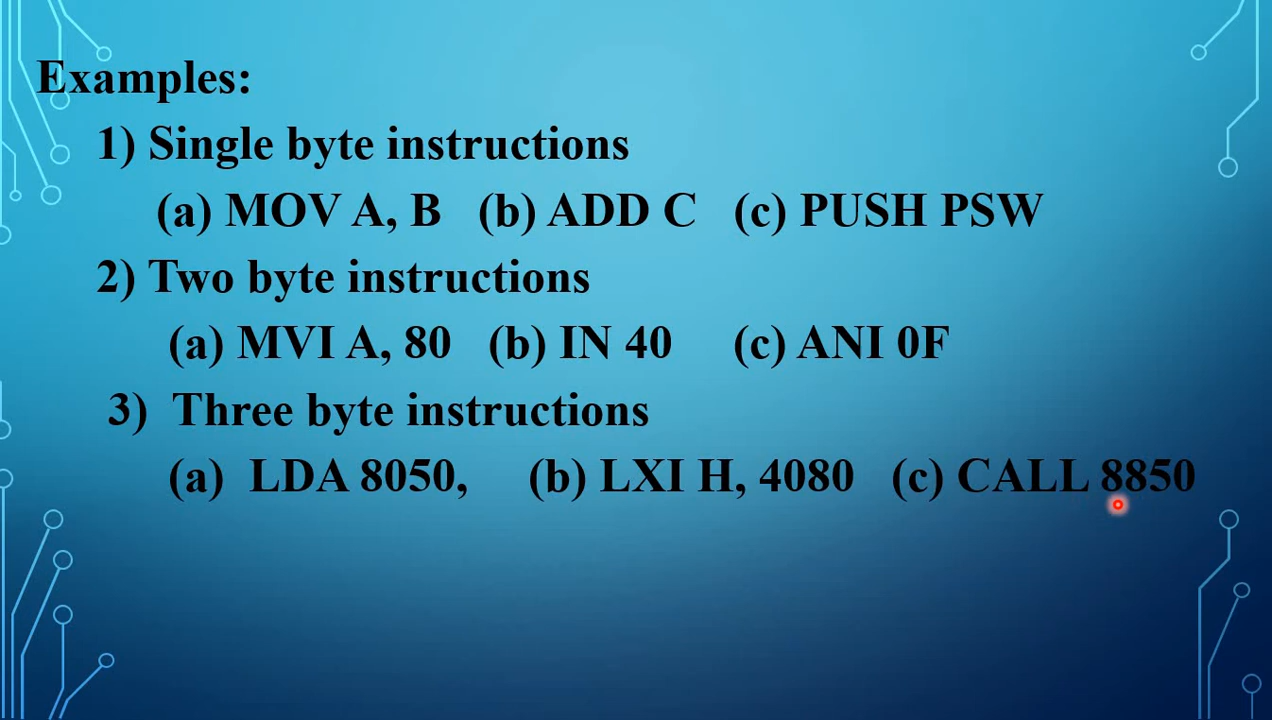 Examples:
1) Single byte instructions
(a) MOV A, B (b) ADD C (c) PUSH PSW
2) Two byte instructions
(a) MVI A, 80 (b) IN 40 (c) ANI 0F
3) Three byte instructions
(a) LDA 8050, (b) LXI H, 4080 (c) CALL 8850